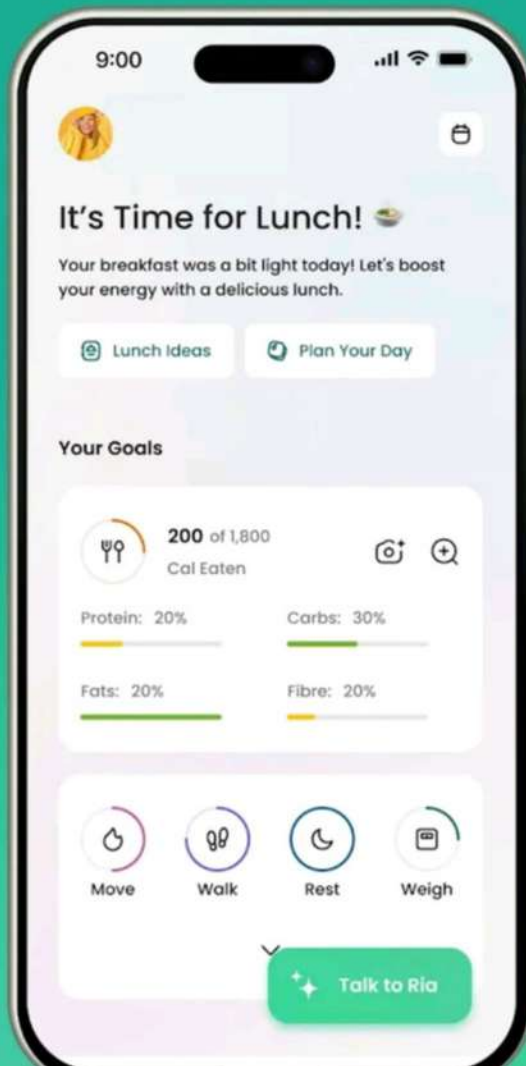 9:00
It's Time for Lunch!
Your breakfast was a bit light today! Let's boost
your energy with a delicious lunch.
Lunch Ideas
Plan Your Day
Your Goals
200 of 1,800
Cal Eaten
Protein: 20%
Carbs: 30%
Fats: 20%
Fibre: 20%
Move
Walk
Rest
Weigh
Talk to Ria